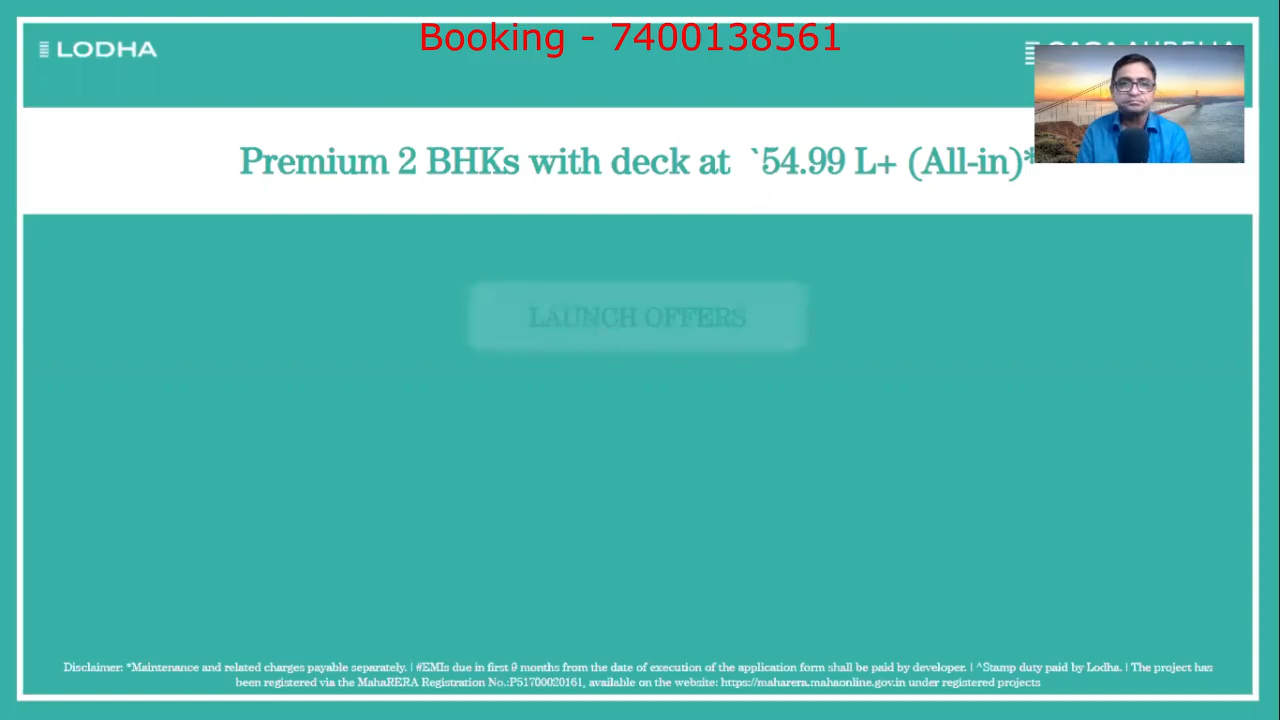 Booking - 7400138561
LODHA
Premium 2 BHKs with deck at `54.99 L+ (All-in)*
LAUNCH OFFERS
Disclaimer: *Maintenance and related charges payable separately. | #EMIs due in first 9 months from the date of execution of the application form shall be paid by developer. | ^Stamp duty paid by Lodha. | The project has
been registered via the MahaRERA Registration No.:P51700020161, available on the website: https://maharera.mahaonline.gov.in under registered projects